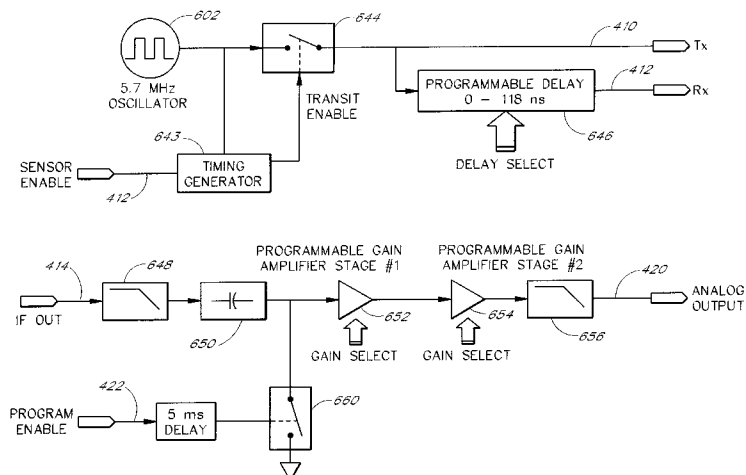 602
644
410
Tx
5.7 MHz
OSCILLATOR
TRANSIT
ENABLE
PROGRAMMABLE DELAY
0 – 118 ns
412
Rx
646
DELAY SELECT
643
TIMING
GENERATOR
SENSOR
ENABLE
412
PROGRAMMABLE GAIN
AMPLIFIER STAGE #1
PROGRAMMABLE GAIN
AMPLIFIER STAGE #2
414
648
420
IF OUT
ANALOG
OUTPUT
650
652
654
656
GAIN SELECT
GAIN SELECT
422
660
PROGRAM
ENABLE
5 ms
DELAY